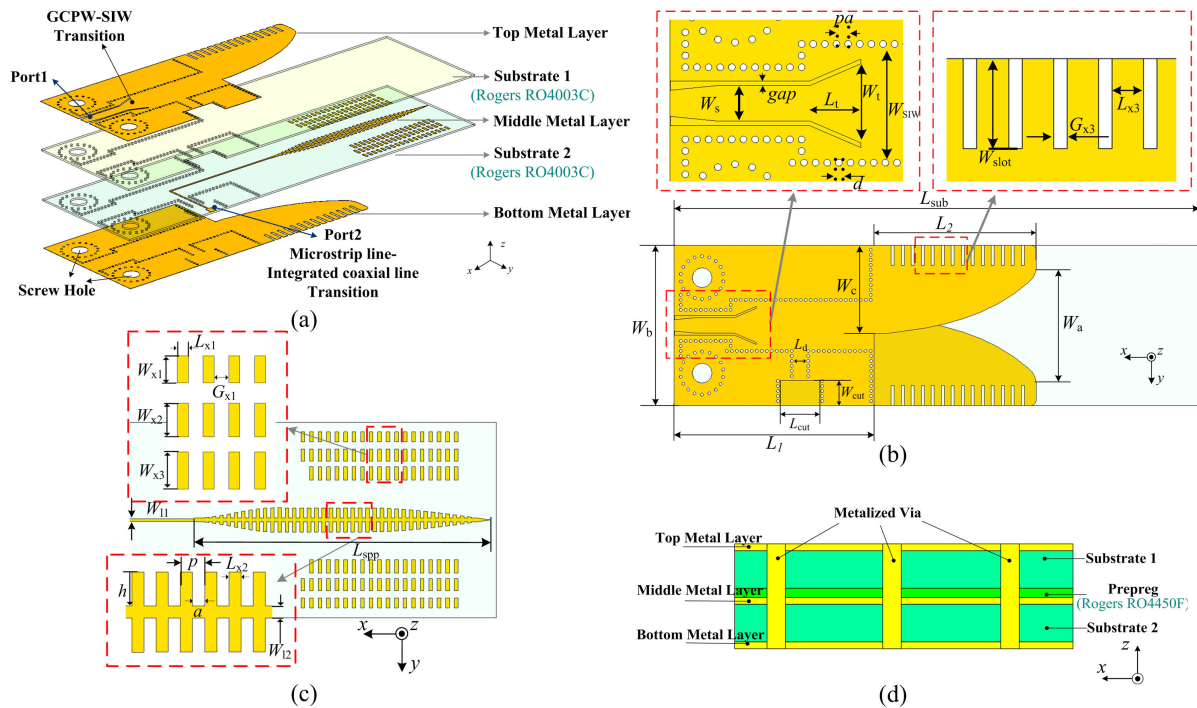 (a)
GCPW-SIW
Transition
Port1
Top Metal Layer
Substrate 1
(Rogers RO4003C)
Middle Metal Layer
Substrate 2
(Rogers RO4003C)
Bottom Metal Layer
Port2
Microstrip line-
Integrated coaxial line
Transition
Screw Hole
z
x
y
(a)
pa
Ws
gap
Lt
Wt
WSIW
d
Lx3
Gx3
Wslot
Lsub
L2
Wc
Wb
Wa
Ld
Wcut
Lcut
L1
x
z
y
(b)
Lx1
Wx1
Gx1
Wx2
Wx3
Wl1
Lspp
p
Lx2
h
a
Wl2
x
z
y
(c)
Metalized Via
Top Metal Layer
Substrate 1
Middle Metal Layer
Prepreg
(Rogers RO4450F)
Bottom Metal Layer
Substrate 2
z
x
(d)